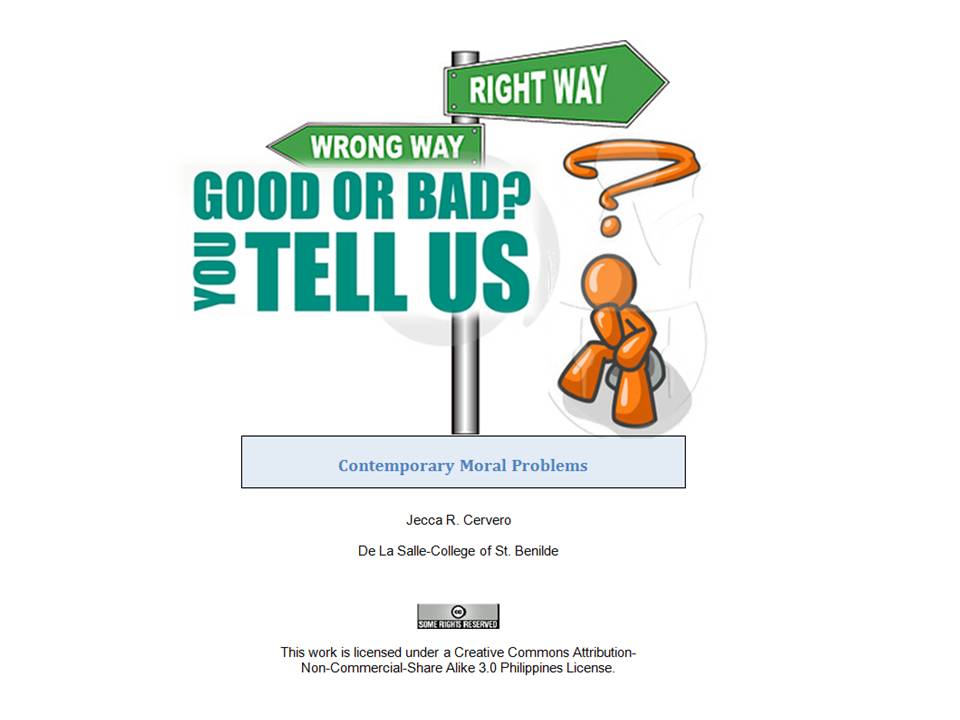 RIGHT WAY
WRONG WAY
GOOD OR BAD?
YOU TELL US
Contemporary Moral Problems
Jecca R. Cervero
De La Salle-College of St. Benilde
cc
SOME RIGHTS RESERVED
This work is licensed under a Creative Commons Attribution-
Non-Commercial-Share Alike 3.0 Philippines License.